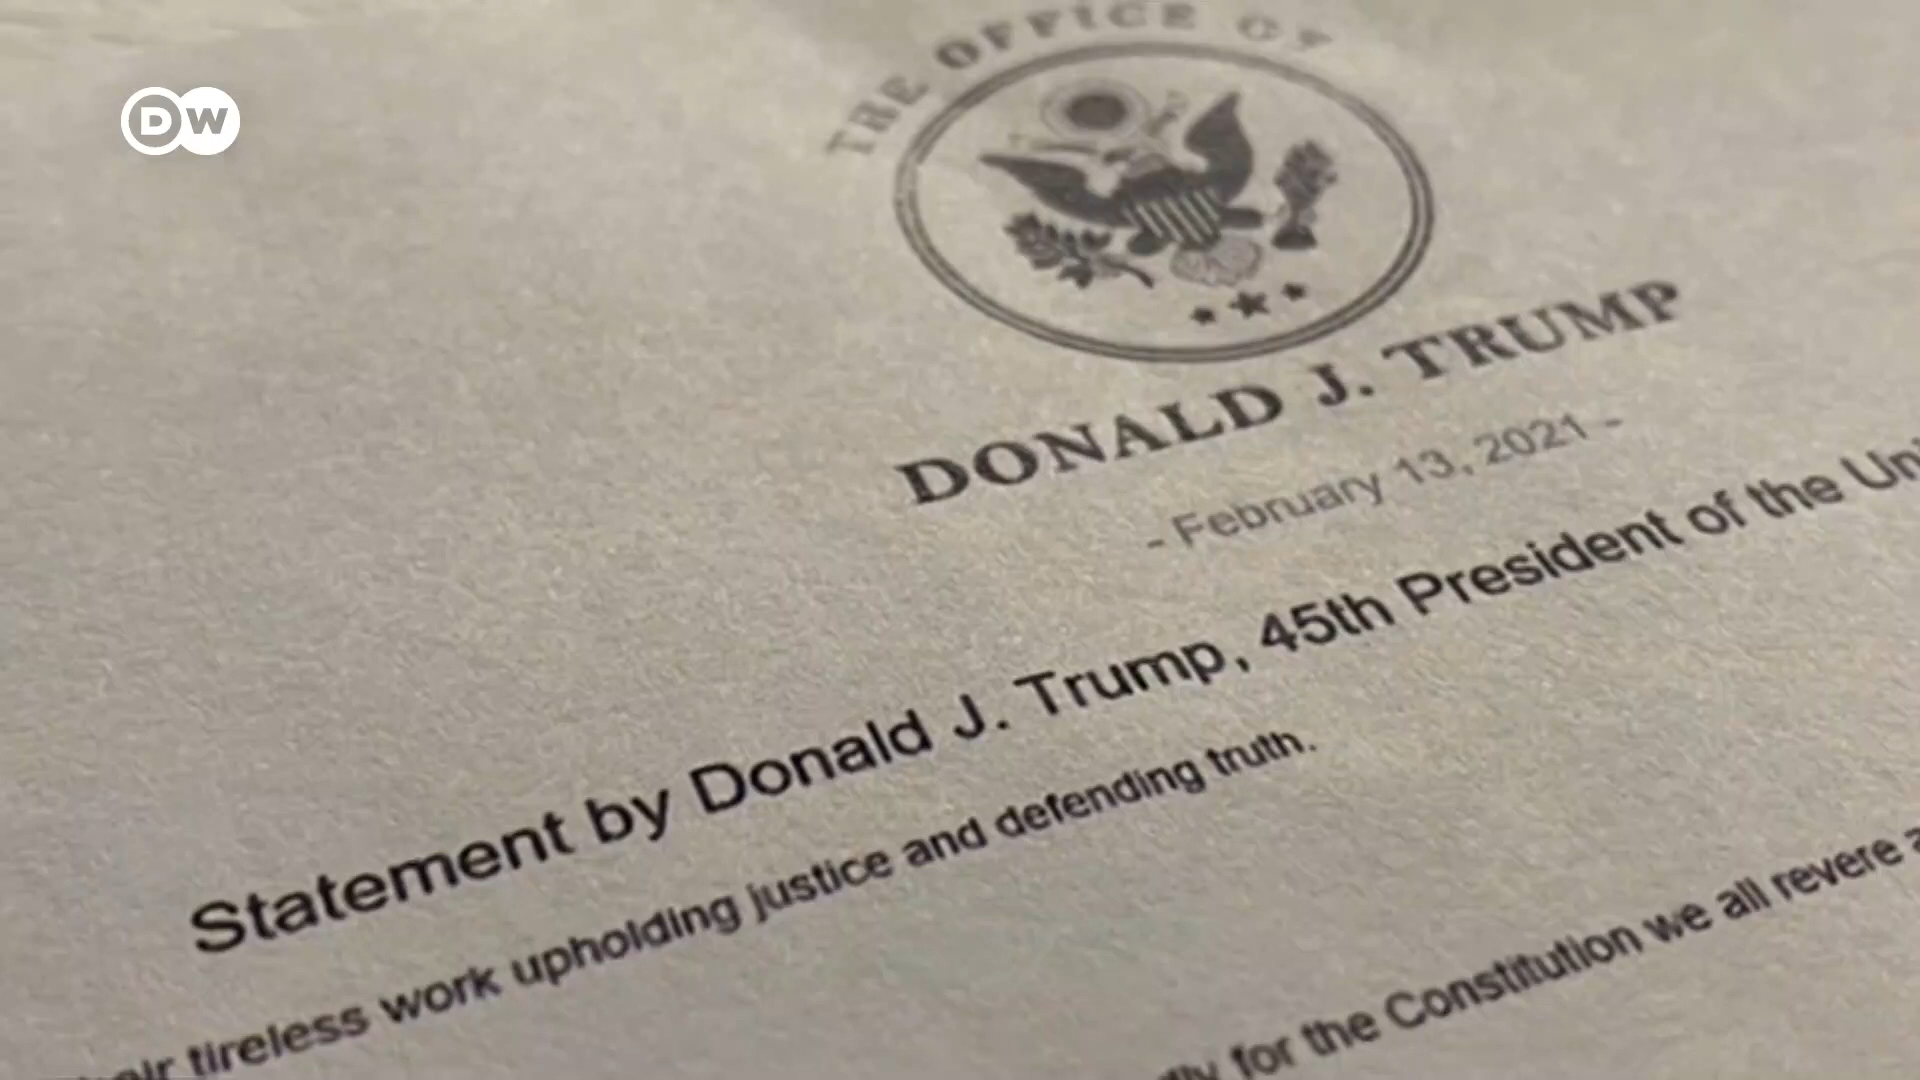 DW
THE OFFICE OF
DONALD J. TRUMP
- February 13, 2021 -
Statement by Donald J. Trump, 45th President of the Uni
tireless work upholding justice and defending truth.
for the Constitution we all revere